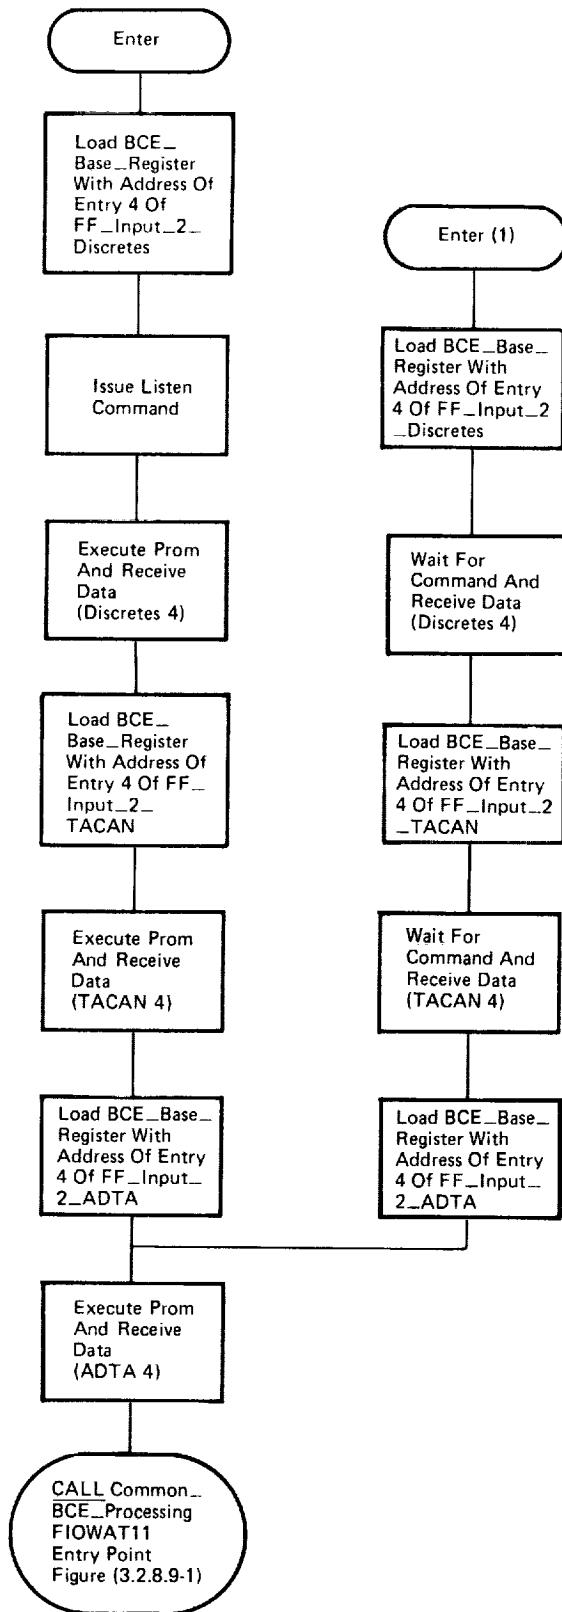 Enter
Load BCE_
Base_Register
With Address Of
Entry 4 Of
FF_Input_2_
Discretes
Issue Listen
Command
Execute Prom
And Receive
Data
(Discretes 4)
Load BCE_
Base_Register
With Address Of
Entry 4 Of FF_
Input_2_
TACAN
Execute Prom
And Receive
Data
(TACAN 4)
Load BCE_Base_
Register With
Address Of Entry
4 Of FF_Input_
2_ADTA
Execute Prom
And Receive
Data
(ADTA 4)
CALL Common_
BCE_Processing
FIOWAT11
Entry Point
Figure (3.2.8.9-1)
Enter (1)
Load BCE_Base_
Register With
Address Of Entry
4 Of FF_Input_2
_Discretes
Wait For
Command And
Receive Data
(Discretes 4)
Load BCE_Base_
Register With
Address Of Entry
4 Of FF_Input_2
_TACAN
Wait For
Command And
Receive Data
(TACAN 4)
Load BCE_Base_
Register With
Address Of Entry
4 Of FF_Input_
2_ADTA